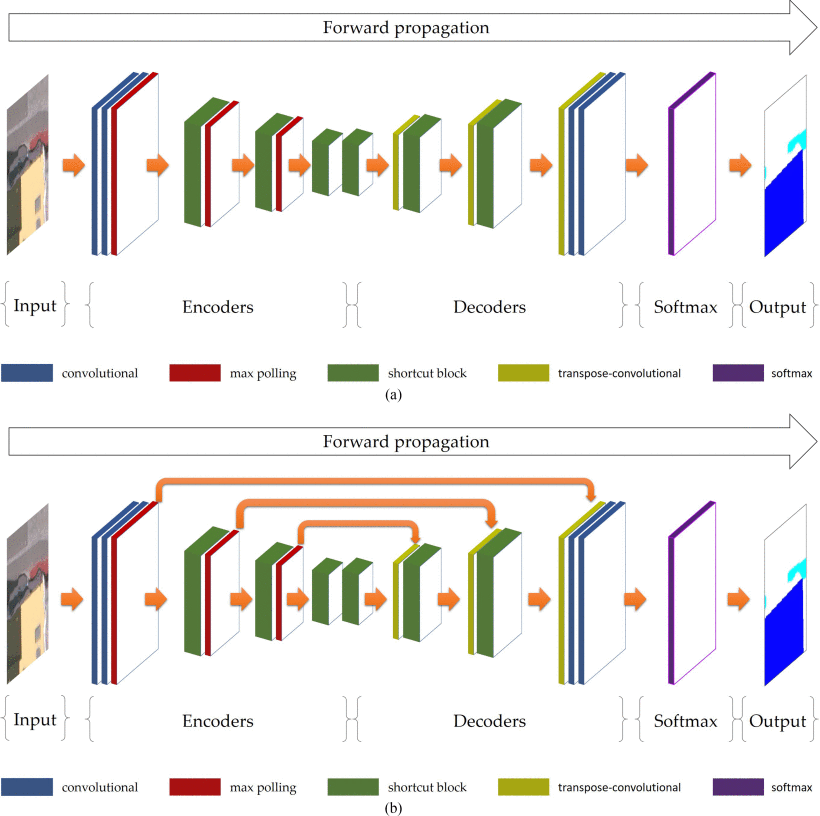 Forward propagation
Input Encoders Decoders Softmax Output
convolutional max polling shortcut block transpose-convolutional softmax
(a)
Forward propagation
Input Encoders Decoders Softmax Output
convolutional max polling shortcut block transpose-convolutional softmax
(b)